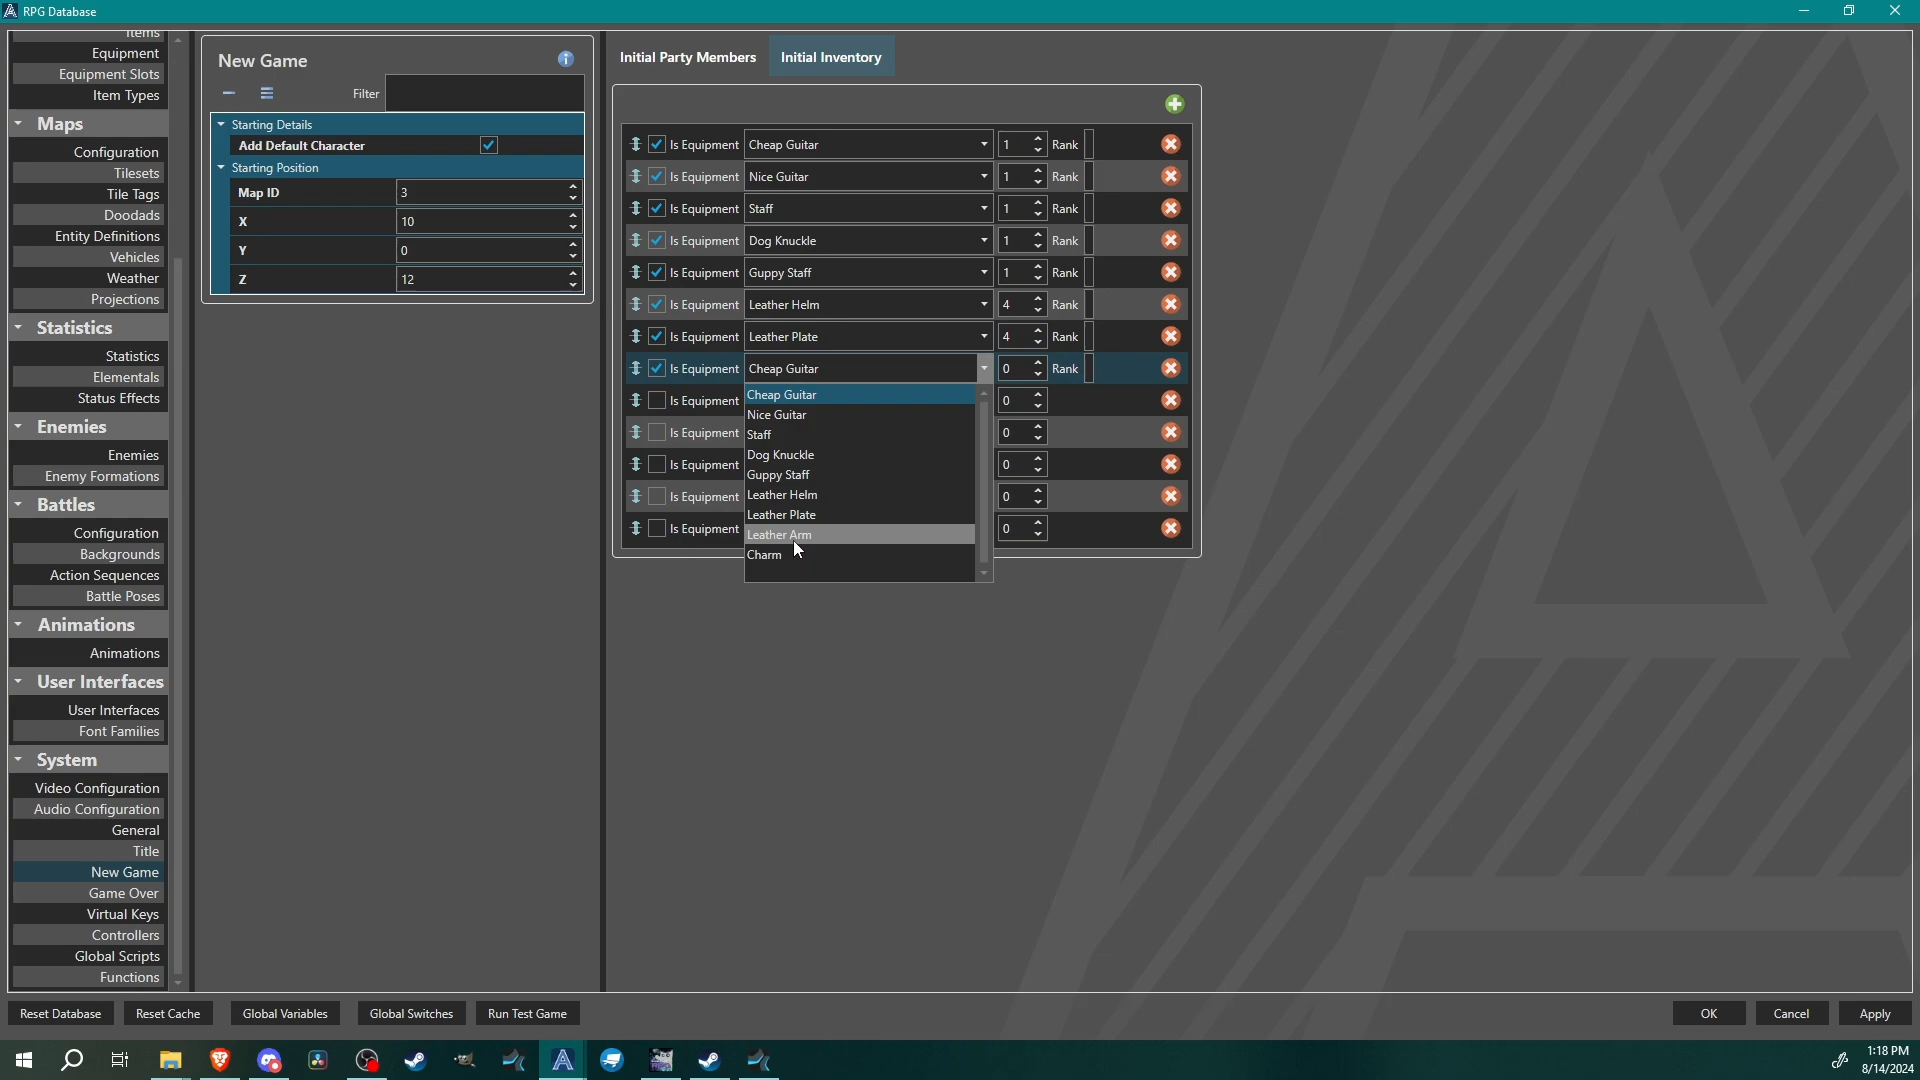 RPG Database
Items
Equipment
Equipment Slots
Item Types
Maps
Configuration
Tilesets
Tile Tags
Doodads
Entity Definitions
Vehicles
Weather
Projections
Statistics
Statistics
Elementals
Status Effects
Enemies
Enemies
Enemy Formations
Battles
Configuration
Backgrounds
Action Sequences
Battle Poses
Animations
Animations
User Interfaces
User Interfaces
Font Families
System
Video Configuration
Audio Configuration
General
Title
New Game
Game Over
Virtual Keys
Controllers
Global Scripts
Functions
New Game
Filter
Starting Details
Add Default Character
Starting Position
Map ID 3
X 10
Y 0
Z 12
Initial Party Members Initial Inventory
Is Equipment Cheap Guitar 1 Rank
Is Equipment Nice Guitar 1 Rank
Is Equipment Staff 1 Rank
Is Equipment Dog Knuckle 1 Rank
Is Equipment Guppy Staff 1 Rank
Is Equipment Leather Helm 4 Rank
Is Equipment Leather Plate 4 Rank
Is Equipment Cheap Guitar 0 Rank
Is Equipment 0
Is Equipment 0
Is Equipment 0
Is Equipment 0
Is Equipment 0
Cheap Guitar
Nice Guitar
Staff
Dog Knuckle
Guppy Staff
Leather Helm
Leather Plate
Leather Arm
Charm
Reset Database Reset Cache Global Variables Global Switches Run Test Game OK Cancel Apply
1:18 PM
8/14/2024